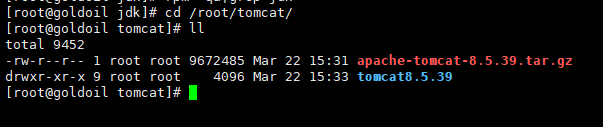 [root@goldoil jdk]# cd /root/tomcat/
[root@goldoil tomcat]# ll
total 9452
-rw-r--r-- 1 root root 9672485 Mar 22 15:31 apache-tomcat-8.5.39.tar.gz
drwxr-xr-x 9 root root    4096 Mar 22 15:33 tomcat8.5.39
[root@goldoil tomcat]#